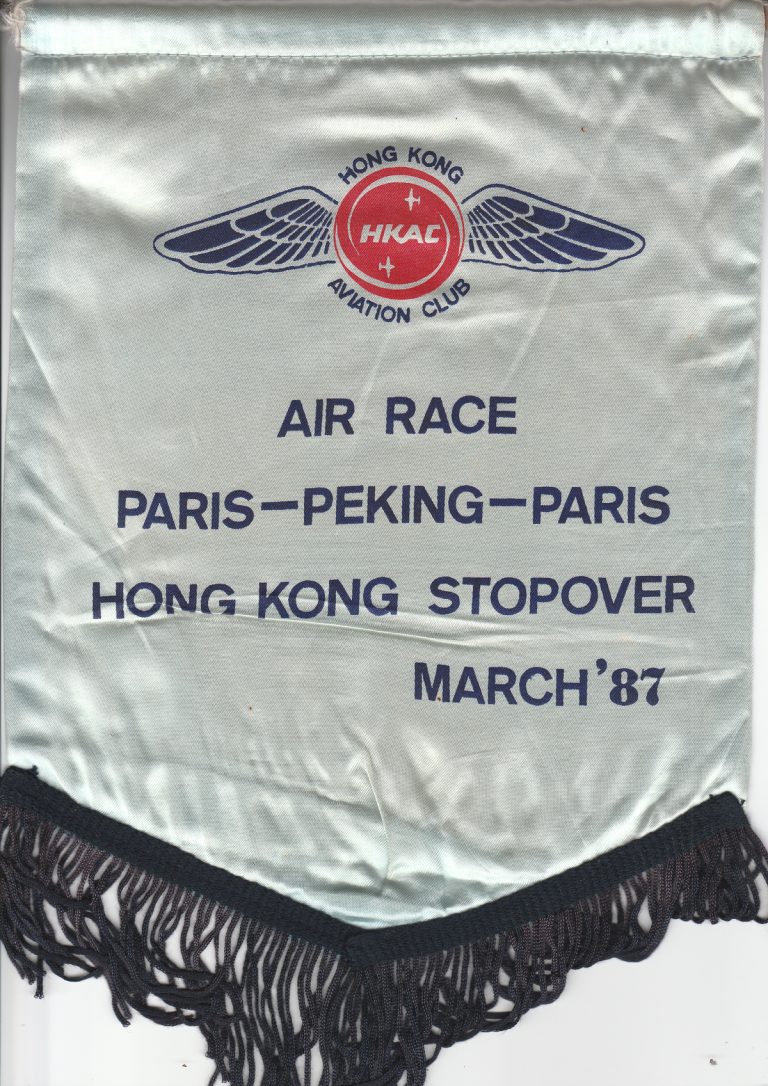 HONG KONG
HKAC
AVIATION CLUB
AIR RACE
PARIS—PEKING—PARIS
HONG KONG STOPOVER
MARCH '87